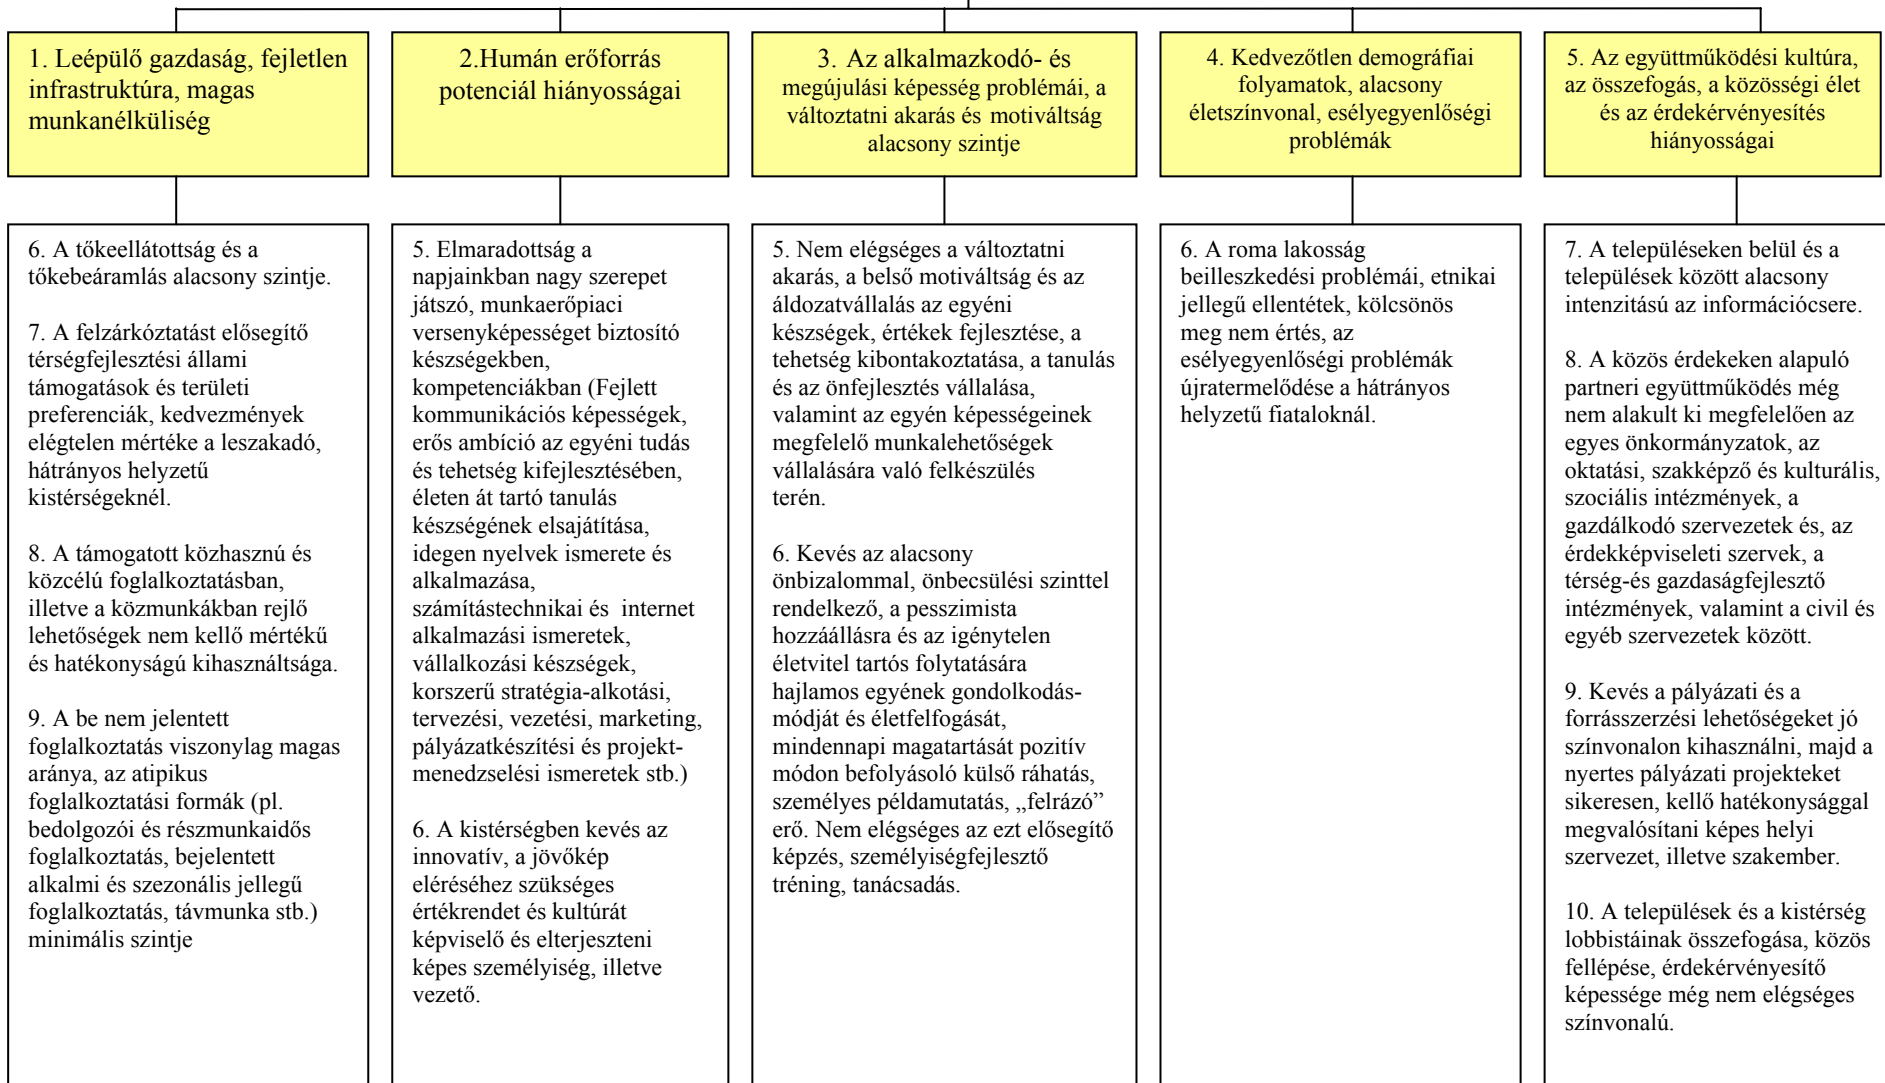 1. Leépülő gazdaság, fejletlen
infrastruktúra, magas
munkanélküliség
2.Humán erőforrás
potenciál hiányosságai
3. Az alkalmazkodó- és
megújulási képesség problémái, a
változtatni akarás és motiváltság
alacsony szintje
4. Kedvezőtlen demográfiai
folyamatok, alacsony
életszínvonal, esélyegyenlőségi
problémák
5. Az együttműködési kultúra,
az összefogás, a közösségi élet
és az érdekérvényesítés
hiányosságai
6. A tőkeellátottság és a
tőkebeáramlás alacsony szintje.
7. A felzárkóztatást elősegítő
térségfejlesztési állami
támogatások és területi
preferenciák, kedvezmények
elégtelen mértéke a leszakadó,
hátrányos helyzetű
kistérségeknél.
8. A támogatott közhasznú és
közcélú foglalkoztatásban,
illetve a közmunkákban rejlő
lehetőségek nem kellő mértékű
és hatékonyságú kihasználtsága.
9. A be nem jelentett
foglalkoztatás viszonylag magas
aránya, az atipikus
foglalkoztatási formák (pl.
bedolgozói és részmunkaidős
foglalkoztatás, bejelentett
alkalmi és szezonális jellegű
foglalkoztatás, távmunka stb.)
minimális szintje
5. Elmaradottság a
napjainkban nagy szerepet
játszó, munkaerőpiaci
versenyképességet biztosító
készségekben,
kompetenciákban (Fejlett
kommunikációs képességek,
erős ambíció az egyéni tudás
és tehetség kifejlesztésében,
életen át tartó tanulás
készségének elsajátítása,
idegen nyelvek ismerete és
alkalmazása,
számítástechnikai és internet
alkalmazási ismeretek,
vállalkozási készségek,
korszerű stratégia-alkotási,
tervezési, vezetési, marketing,
pályázatkészítési és projekt-
menedzselési ismeretek stb.)
6. A kistérségben kevés az
innovatív, a jövőkép
eléréséhez szükséges
értékrendet és kultúrát
képviselő és elterjeszteni
képes személyiség, illetve
vezető.
5. Nem elégséges a változtatni
akarás, a belső motiváltság és az
áldozatvállalás az egyéni
készségek, értékek fejlesztése, a
tehetség kibontakoztatása, a tanulás
és az önfejlesztés vállalása,
valamint az egyén képességeinek
megfelelő munkalehetőségek
vállalására való felkészülés
terén.
6. Kevés az alacsony
önbizalommal, önbecsülési szinttel
rendelkező, a pesszimista
hozzáállásra és az igénytelen
életvitel tartós folytatására
hajlamos egyének gondolkodás-
módját és életfelfogását,
mindennapi magatartását pozitív
módon befolyásoló külső ráhatás,
személyes példamutatás, „felrázó”
erő. Nem elégséges az ezt elősegítő
képzés, személyiségfejlesztő
tréning, tanácsadás.
6. A roma lakosság
beilleszkedési problémái, etnikai
jellegű ellentétek, kölcsönös
meg nem értés, az
esélyegyenlőségi problémák
újratermelődése a hátrányos
helyzetű fiataloknál.
7. A településeken belül és a
települések között alacsony
intenzitású az információcsere.
8. A közös érdekeken alapuló
partneri együttműködés még
nem alakult ki megfelelően az
egyes önkormányzatok, az
oktatási, szakképző és kulturális,
szociális intézmények, a
gazdálkodó szervezetek és, az
érdekképviseleti szervek, a
térség-és gazdaságfejlesztő
intézmények, valamint a civil és
egyéb szervezetek között.
9. Kevés a pályázati és a
forrásszerzési lehetőségeket jó
színvonalon kihasználni, majd a
nyertes pályázati projekteket
sikeresen, kellő hatékonysággal
megvalósítani képes helyi
szervezet, illetve szakember.
10. A települések és a kistérség
lobbistáinak összefogása, közös
fellépése, érdekérvényesítő
képessége még nem elégséges
színvonalú.